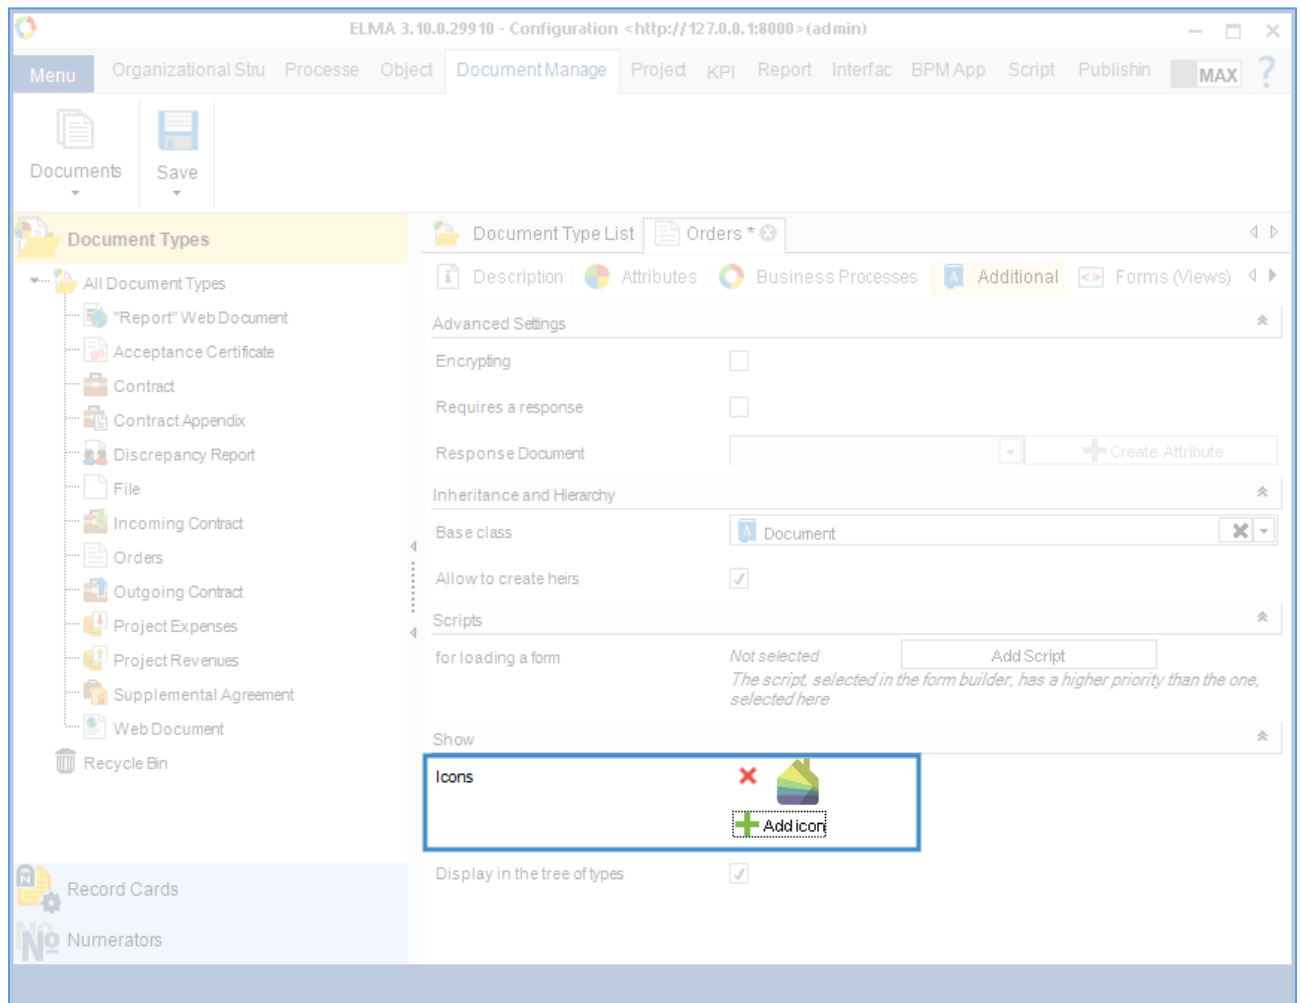 ELMA 3.10.0.29910 - Configuration <http://127.0.0.1:8000>(admin)
Menu Organizational Stru Processe Object Document Manage Project KPI Report Interfac BPM App Script Publishin MAX ?
Documents Save
Document Types
All Document Types
"Report" Web Document
Acceptance Certificate
Contract
Contract Appendix
Discrepancy Report
File
Incoming Contract
Orders
Outgoing Contract
Project Expenses
Project Revenues
Supplemental Agreement
Web Document
Recycle Bin
Record Cards
Numerators
Document Type List Orders *
Description Attributes Business Processes Additional Forms (Views)
Advanced Settings
Encrypting
Requires a response
Response Document Create Attribute
Inheritance and Hierarchy
Base class Document
Allow to create heirs
Scripts
for loading a form Not selected Add Script
The script, selected in the form builder, has a higher priority than the one,
selected here
Show
Icons
Add icon
Display in the tree of types